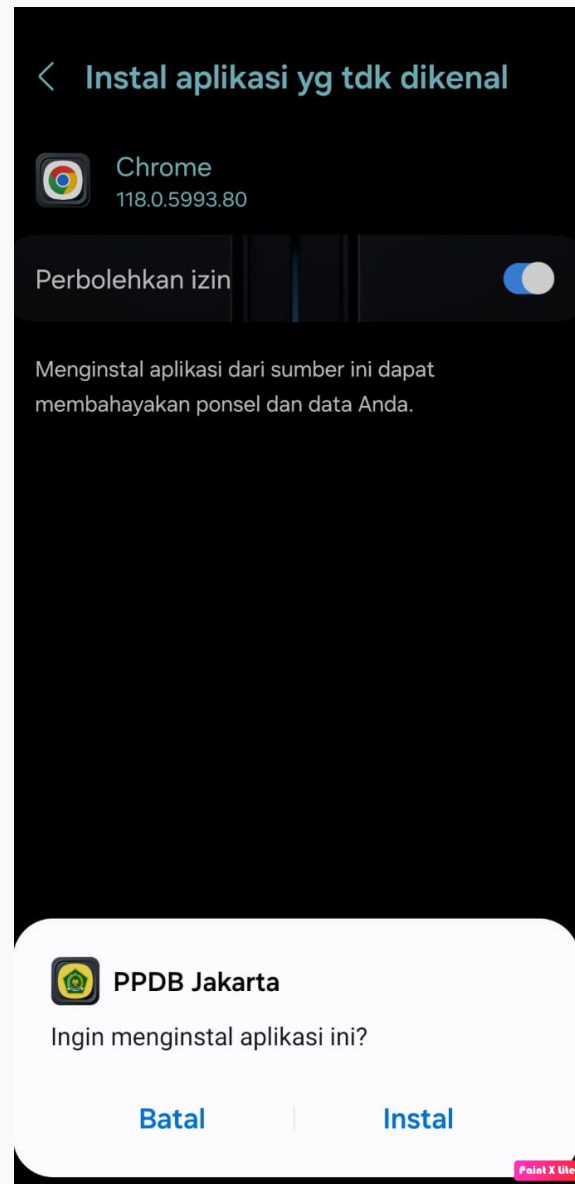 Instal aplikasi yg tdk dikenal
Chrome
118.0.5993.80
Perbolehkan izin
Menginstal aplikasi dari sumber ini dapat
membahayakan ponsel dan data Anda.
PPDB Jakarta
Ingin menginstal aplikasi ini?
Batal
Instal
Paint X Lite